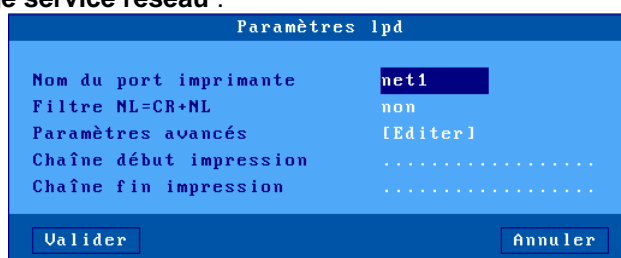 e service réseau :
Paramètres lpd
Nom du port imprimante net1
Filtre NL=CR+NL non
Paramètres avancés [Editer]
Chaîne début impression ..................
Chaîne fin impression ..................
Valider Annuler